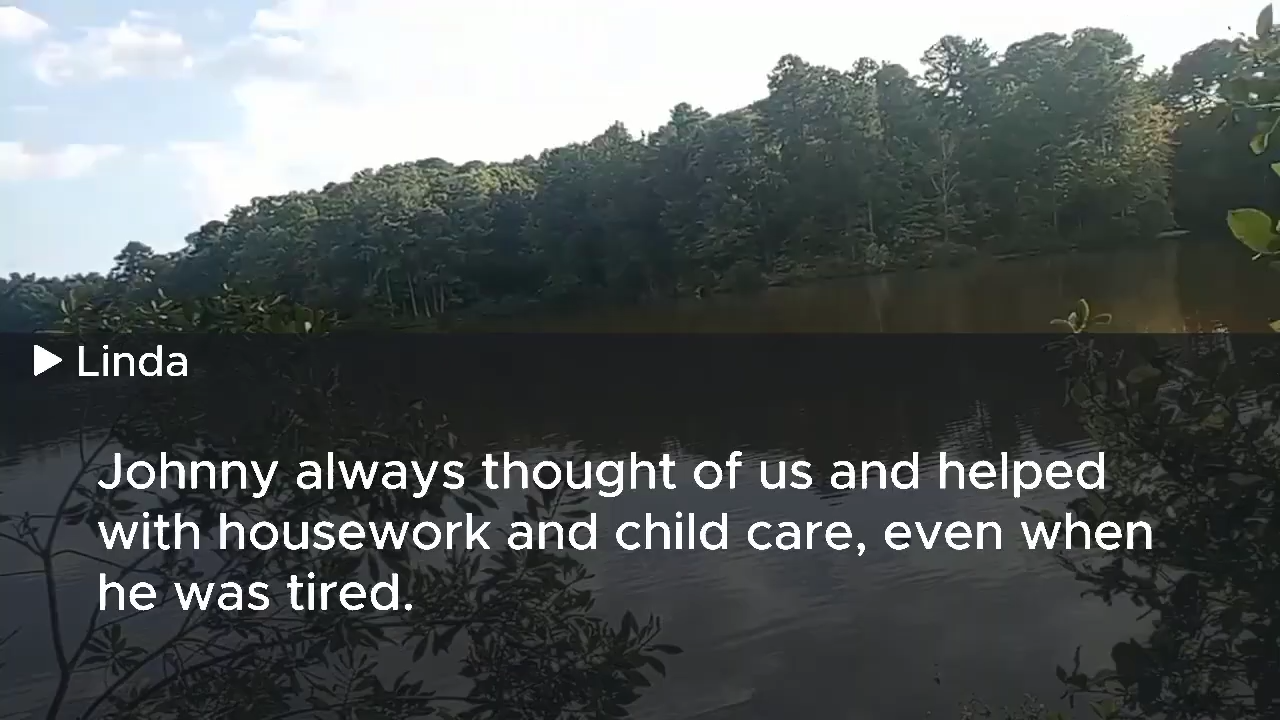 ▶ Linda
Johnny always thought of us and helped
with housework and child care, even when
he was tired.